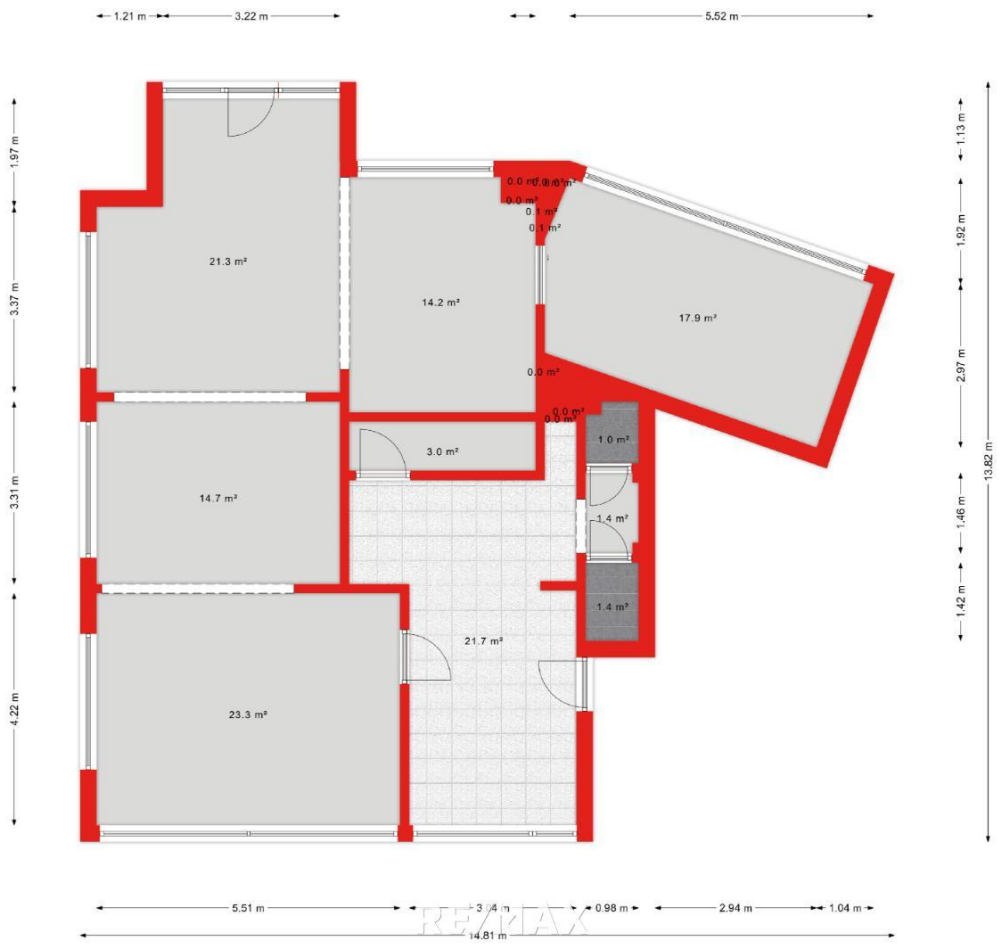 1.21 m
3.22 m
5.52 m
1.97 m
3.37 m
3.31 m
4.22 m
1.13 m
1.92 m
2.97 m
13.82 m
1.46 m
1.42 m
0.0 m²
0.0 m²
0.1 m²
0.1 m²
21.3 m²
14.2 m²
17.9 m²
0.0 m²
0.0 m²
0.0 m²
1.0 m²
3.0 m²
14.7 m²
1.4 m²
1.4 m²
21.7 m²
23.3 m²
5.51 m
3.04 m
0.98 m
2.94 m
1.04 m
RE/MAX
14.81 m